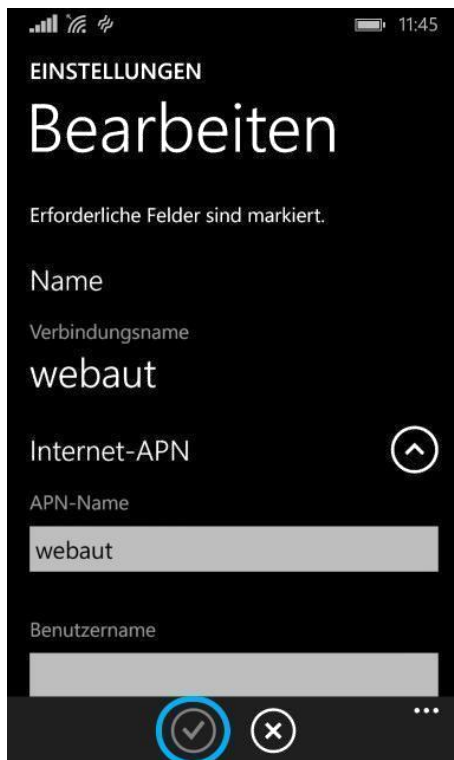 11:45
EINSTELLUNGEN
Bearbeiten
Erforderliche Felder sind markiert.
Name
Verbindungsname
webaut
Internet-APN
APN-Name
webaut
Benutzername